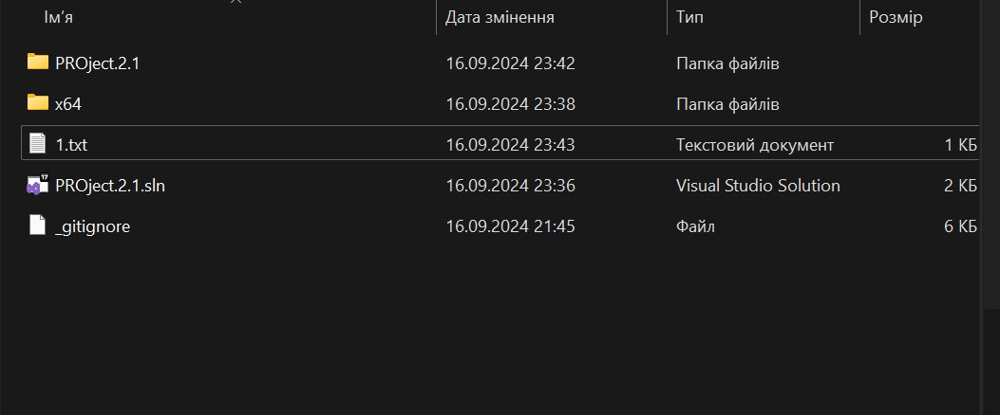 Ім’я Дата змінення Тип Розмір
PROject.2.1 16.09.2024 23:42 Папка файлів
x64 16.09.2024 23:38 Папка файлів
1.txt 16.09.2024 23:43 Текстовий документ 1 КБ
17
PROject.2.1.sln 16.09.2024 23:36 Visual Studio Solution 2 КБ
_gitignore 16.09.2024 21:45 Файл 6 КБ